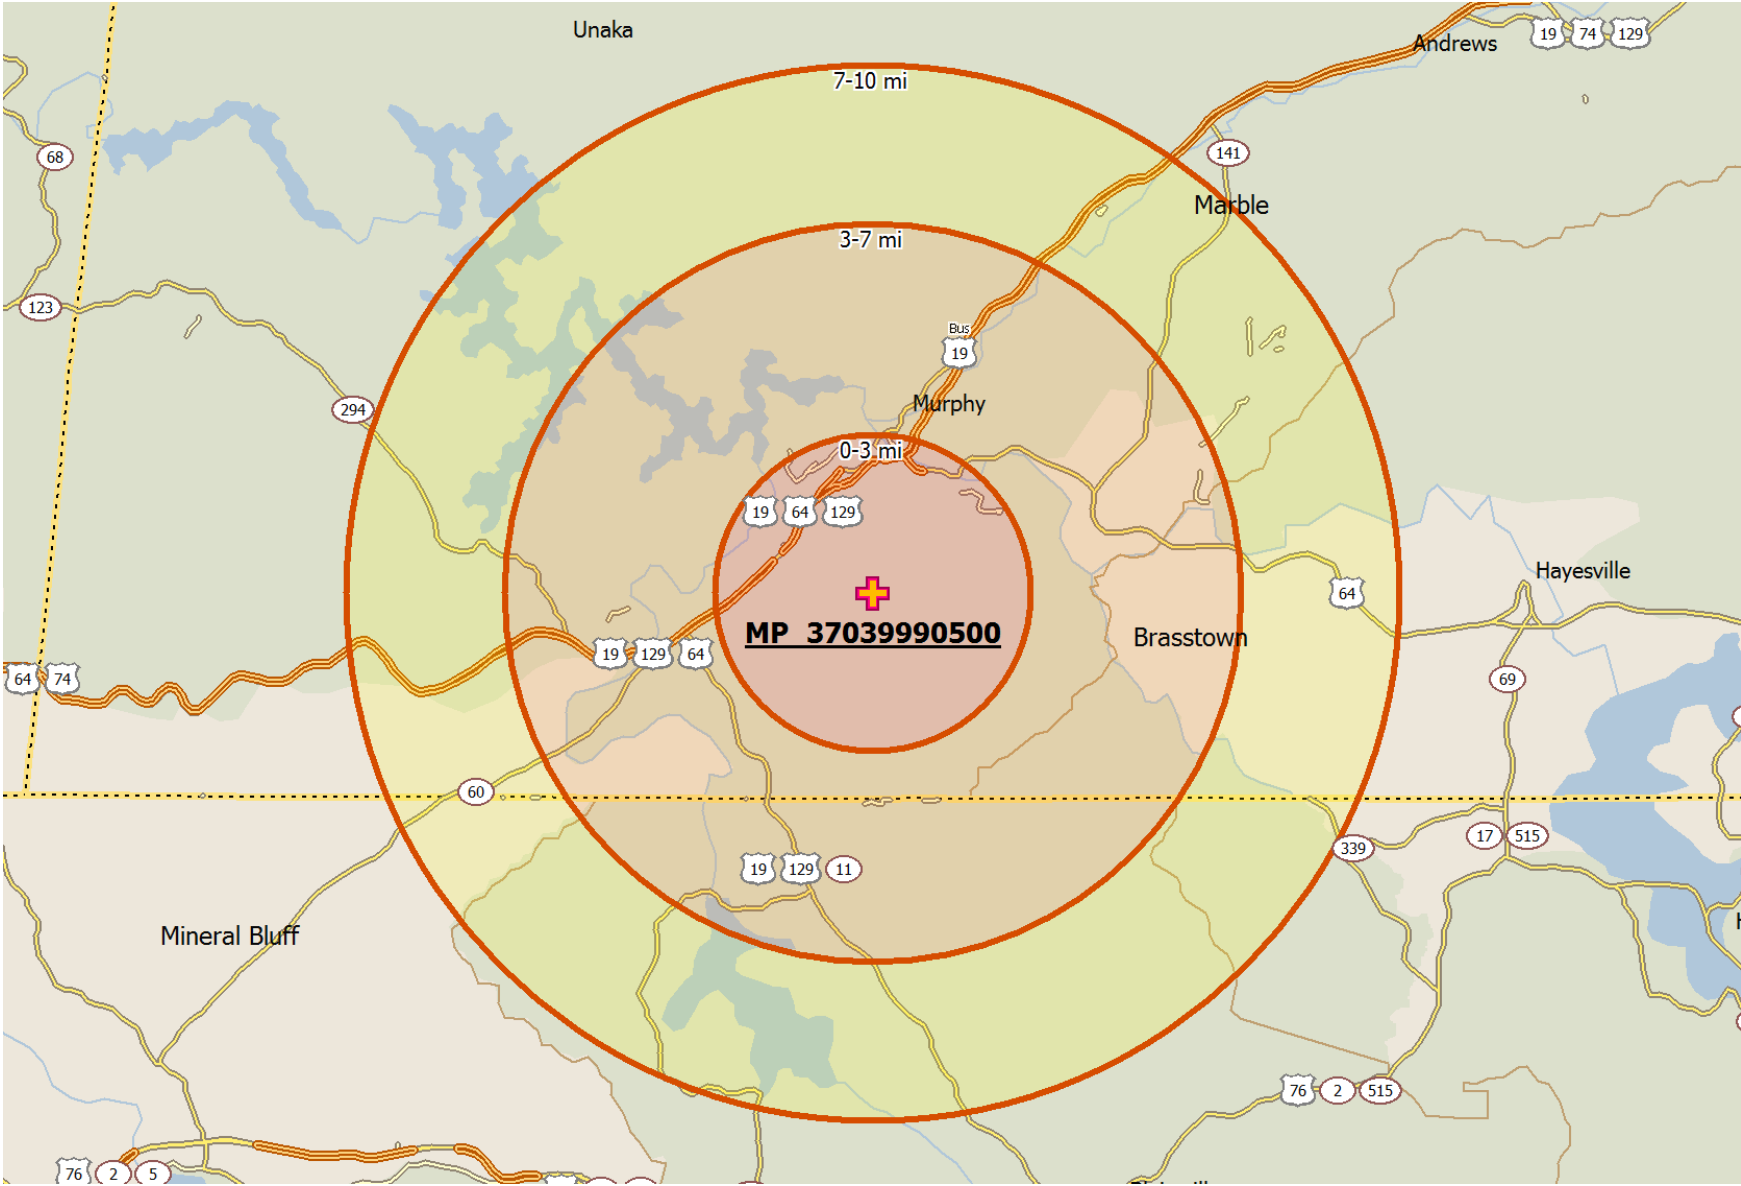 Unaka
Andrews
19 74 129
7-10 mi
68
141
Marble
3-7 mi
123
Bus
19
294
Murphy
0-3 mi
19 64 129
Hayesville
64
MP_37039990500
Brasstown
19 129 64
64 74
69
60
17 515
339
19 129 11
Mineral Bluff
76 2 515
76 2 5